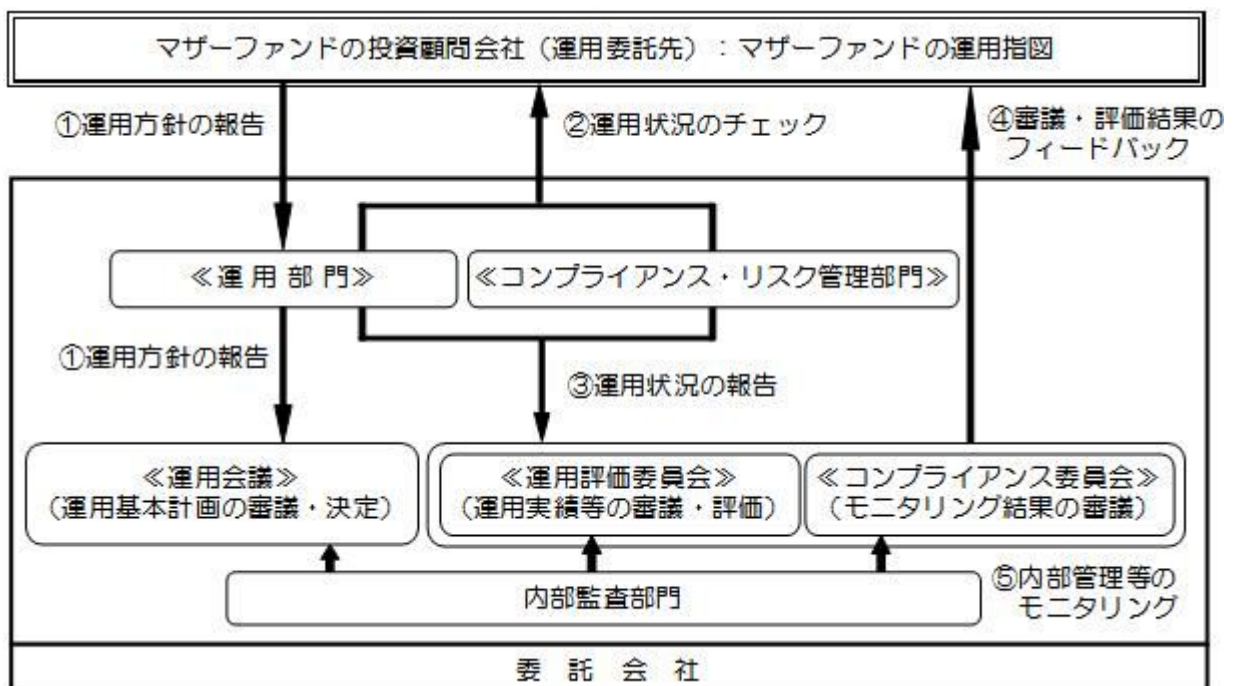 マザーファンドの投資顧問会社（運用委託先）：マザーファンドの運用指図
①運用方針の報告
②運用状況のチェック
④審議・評価結果の
フィードバック
≪運 用 部 門≫
≪コンプライアンス・リスク管理部門≫
①運用方針の報告
③運用状況の報告
≪運用会議≫
（運用基本計画の審議・決定）
≪運用評価委員会≫
（運用実績等の審議・評価）
≪コンプライアンス委員会≫
（モニタリング結果の審議）
内部監査部門
⑤内部管理等の
モニタリング
委 託 会 社